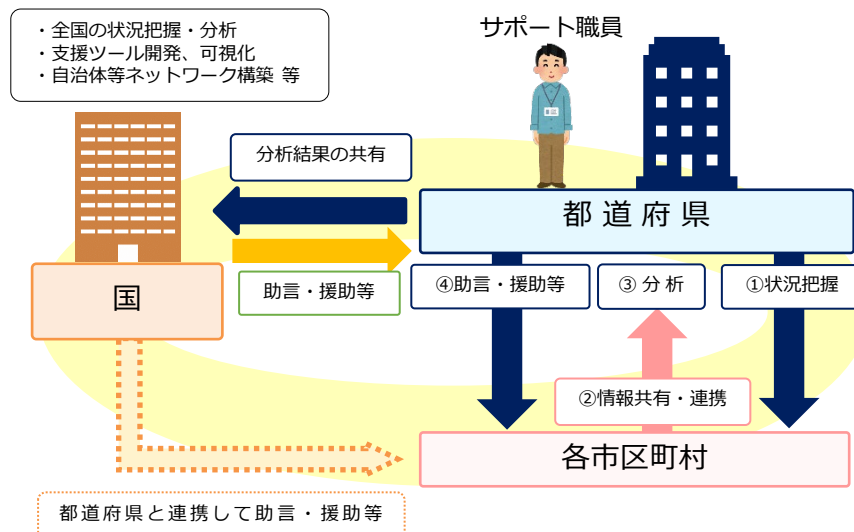 ・全国の状況把握・分析
・支援ツール開発、可視化
・自治体等ネットワーク構築 等
サポート職員
分析結果の共有
都道府県
国
助言・援助等
④助言・援助等
③分析
①状況把握
②情報共有・連携
各市区町村
都道府県と連携して助言・援助等